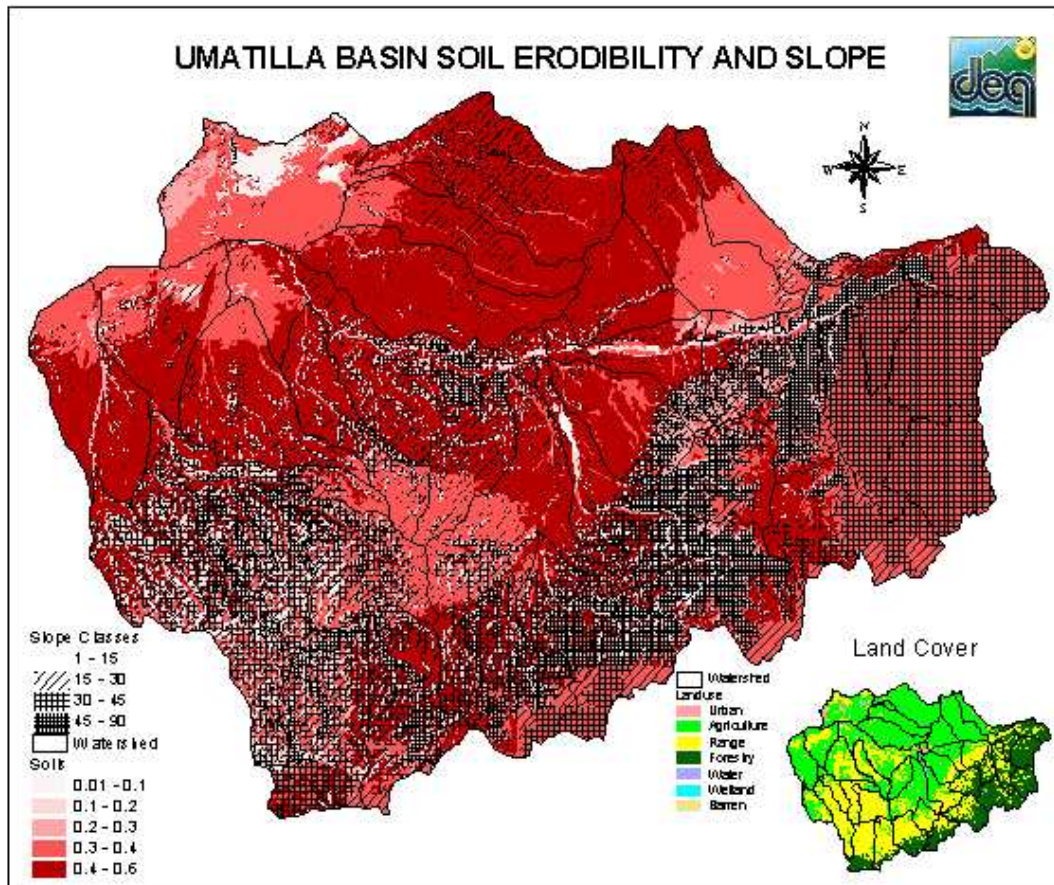 UMATILLA BASIN SOIL ERODIBILITY AND SLOPE
deq
N
W
E
S
Slope Classes
1 - 15
15 - 30
30 - 45
45 - 90
Watershed
Soils
0.01 - 0.1
0.1 - 0.2
0.2 - 0.3
0.3 - 0.4
0.4 - 0.6
Land Cover
Watershed
Landuse
Urban
Agriculture
Range
Forestry
Water
Wetland
Barren